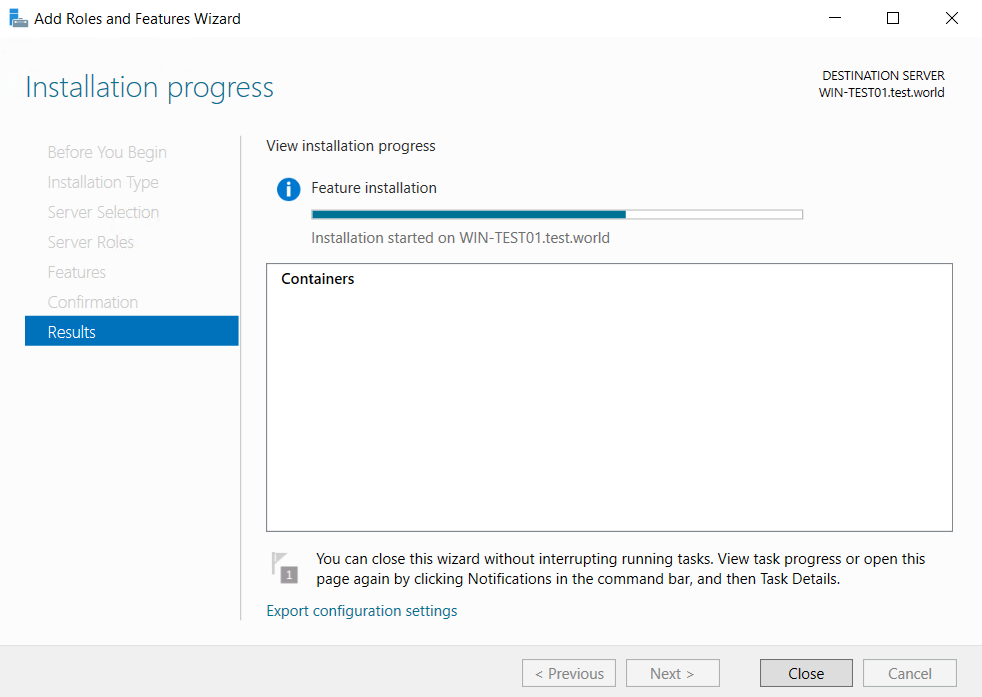 Add Roles and Features Wizard
Installation progress
DESTINATION SERVER
WIN-TEST01.test.world
Before You Begin
Installation Type
Server Selection
Server Roles
Features
Confirmation
Results
View installation progress
Feature installation
Installation started on WIN-TEST01.test.world
Containers
1
You can close this wizard without interrupting running tasks. View task progress or open this
page again by clicking Notifications in the command bar, and then Task Details.
Export configuration settings
< Previous
Next >
Close
Cancel